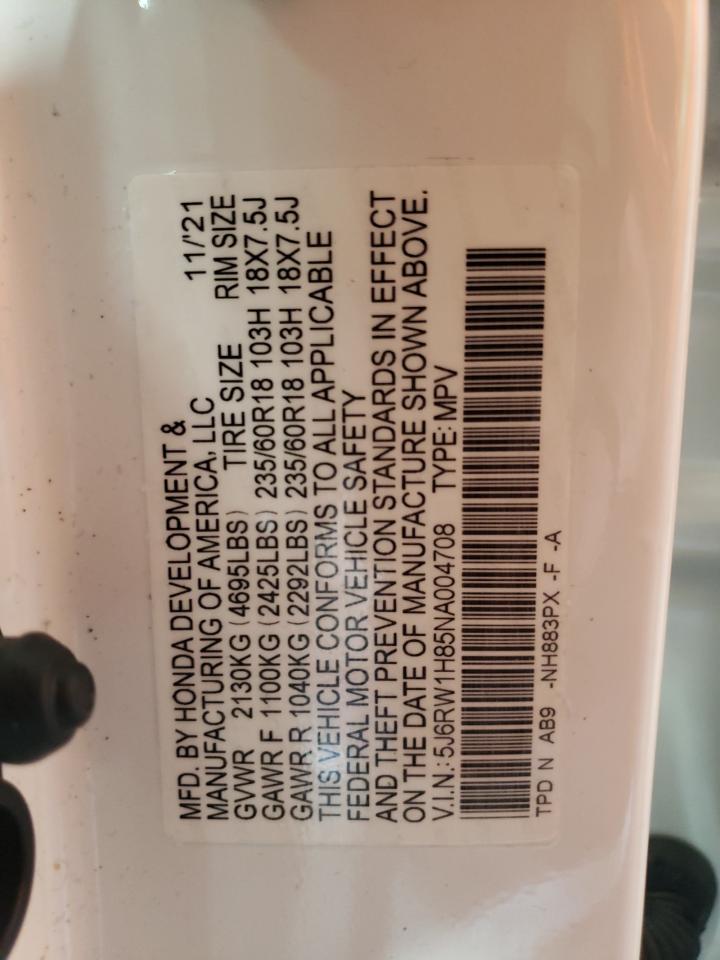 MFD. BY HONDA DEVELOPMENT &
MANUFACTURING OF AMERICA, LLC 11/'21
GVWR 2130KG (4695LBS) TIRE SIZE RIM SIZE
GAWR F 1100KG (2425LBS) 235/60R18 103H 18X7.5J
GAWR R 1040KG (2292LBS) 235/60R18 103H 18X7.5J
THIS VEHICLE CONFORMS TO ALL APPLICABLE
FEDERAL MOTOR VEHICLE SAFETY
AND THEFT PREVENTION STANDARDS IN EFFECT
ON THE DATE OF MANUFACTURE SHOWN ABOVE.
V.I.N.: 5J6RW1H85NA004708 TYPE: MPV
TPD N AB9 -NH883PX -F -A